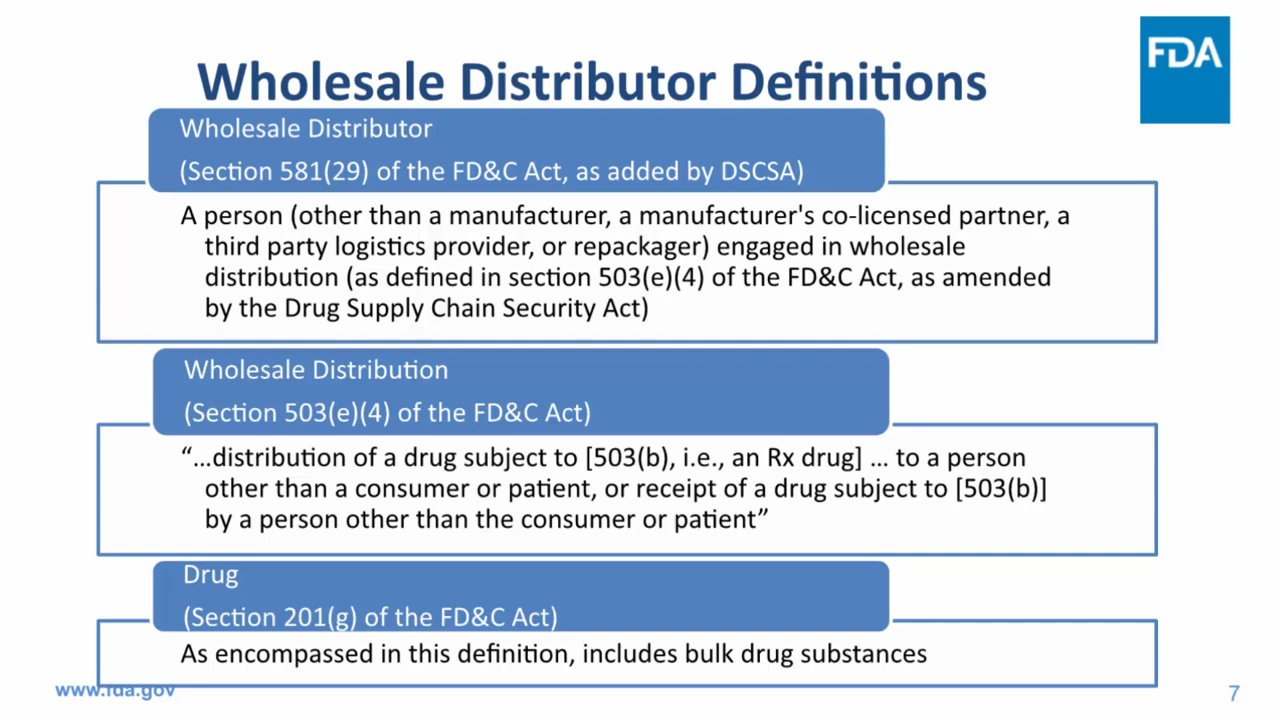 FDA
Wholesale Distributor Definitions
Wholesale Distributor
(Section 581(29) of the FD&C Act, as added by DSCSA)
A person (other than a manufacturer, a manufacturer's co-licensed partner, a
third party logistics provider, or repackager) engaged in wholesale
distribution (as defined in section 503(e)(4) of the FD&C Act, as amended
by the Drug Supply Chain Security Act)
Wholesale Distribution
(Section 503(e)(4) of the FD&C Act)
“…distribution of a drug subject to [503(b), i.e., an Rx drug] … to a person
other than a consumer or patient, or receipt of a drug subject to [503(b)]
by a person other than the consumer or patient”
Drug
(Section 201(g) of the FD&C Act)
As encompassed in this definition, includes bulk drug substances
www.fda.gov
7